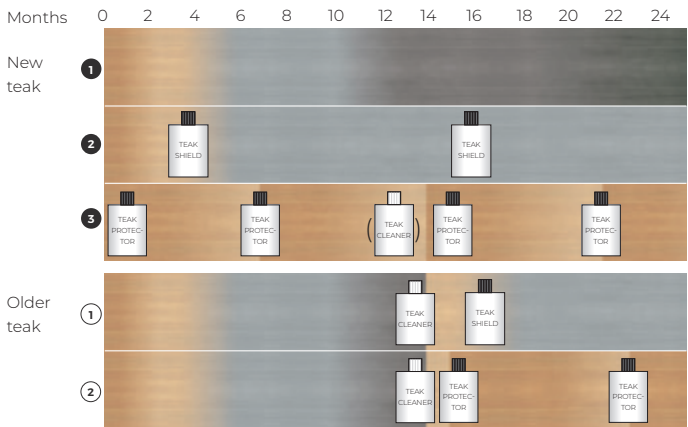 Months 0 2 4 6 8 10 12 14 16 18 20 22 24
New
teak
1
2
TEAK
SHIELD
TEAK
SHIELD
3
TEAK
PROTEC-
TOR
TEAK
PROTEC-
TOR
(TEAK
CLEANER)
TEAK
PROTEC-
TOR
TEAK
PROTEC-
TOR
Older
teak
1
TEAK
CLEANER
TEAK
SHIELD
2
TEAK
CLEANER
TEAK
PROTEC-
TOR
TEAK
PROTEC-
TOR